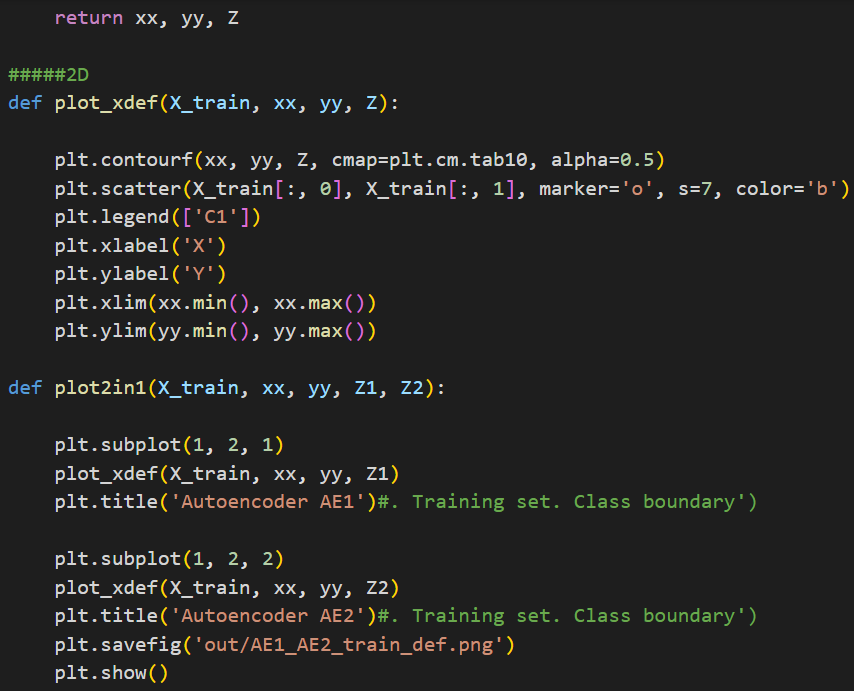 return xx, yy, Z

#####2D
def plot_xdef(X_train, xx, yy, Z):

    plt.contourf(xx, yy, Z, cmap=plt.cm.tab10, alpha=0.5)
    plt.scatter(X_train[:, 0], X_train[:, 1], marker='o', s=7, color='b')
    plt.legend(['C1'])
    plt.xlabel('X')
    plt.ylabel('Y')
    plt.xlim(xx.min(), xx.max())
    plt.ylim(yy.min(), yy.max())

def plot2in1(X_train, xx, yy, Z1, Z2):

    plt.subplot(1, 2, 1)
    plot_xdef(X_train, xx, yy, Z1)
    plt.title('Autoencoder AE1')#. Training set. Class boundary')

    plt.subplot(1, 2, 2)
    plot_xdef(X_train, xx, yy, Z2)
    plt.title('Autoencoder AE2')#. Training set. Class boundary')
    plt.savefig('out/AE1_AE2_train_def.png')
    plt.show()